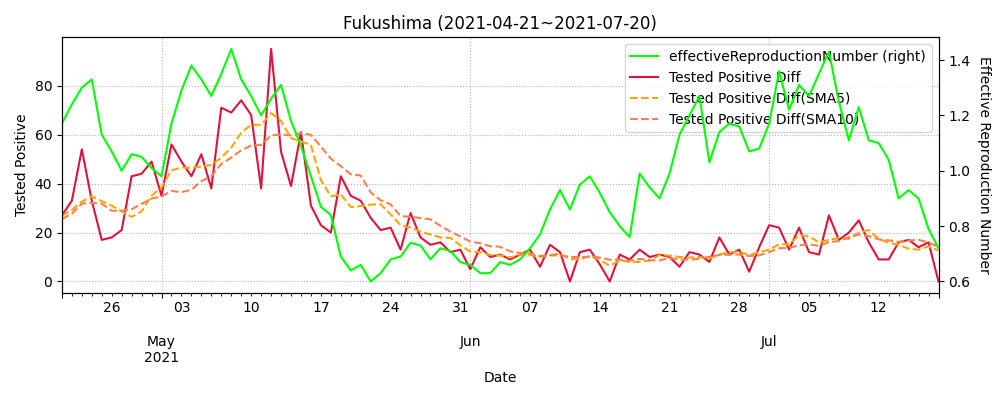 Fukushima (2021-04-21~2021-07-20)
effectiveReproductionNumber (right)
Tested Positive Diff
Tested Positive Diff(SMA5)
Tested Positive Diff(SMA10)
Tested Positive
80
60
40
20
0
1.4
1.2
1.0
0.8
0.6
Effective Reproduction Number
26 03 10 17 24 31 07 14 21 28 05 12
May Jun Jul
2021
Date